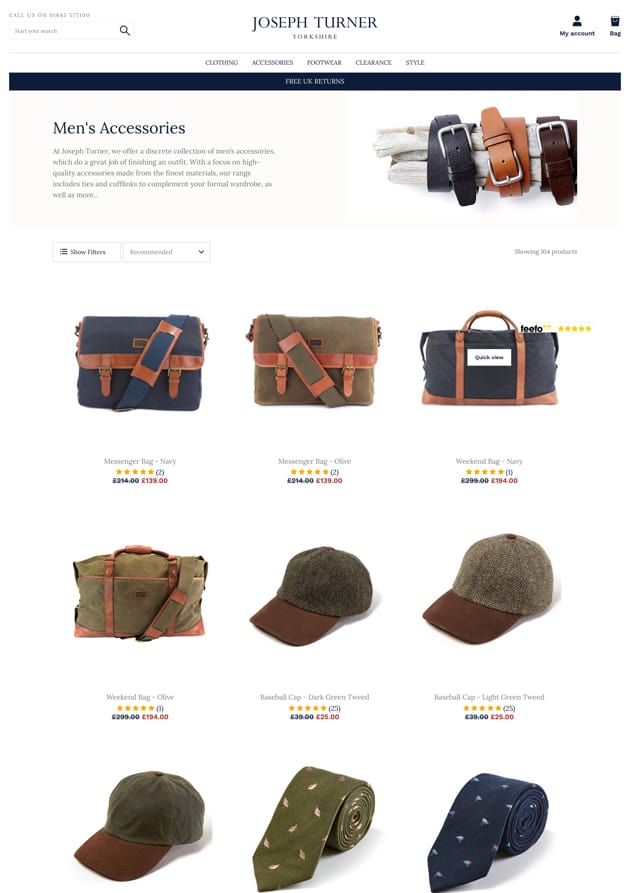 CALL US ON 01845 575100
Start your search
JOSEPH TURNER
YORKSHIRE
My account
Bag
CLOTHING ACCESSORIES FOOTWEAR CLEARANCE STYLE
FREE UK RETURNS
Men's Accessories
At Joseph Turner, we offer a discrete collection of men's accessories,
which do a great job of finishing an outfit. With a focus on high-
quality accessories made from the finest materials, our range
includes ties and cufflinks to complement your formal wardrobe, as
well as more...
Show Filters
Recommended
Showing 104 products
feefo
Quick view
Messenger Bag - Navy
(2)
£214.00 £139.00
Messenger Bag - Olive
(2)
£214.00 £139.00
Weekend Bag - Navy
(1)
£299.00 £194.00
Weekend Bag - Olive
(1)
£299.00 £194.00
Baseball Cap - Dark Green Tweed
(25)
£39.00 £25.00
Baseball Cap - Light Green Tweed
(25)
£39.00 £25.00